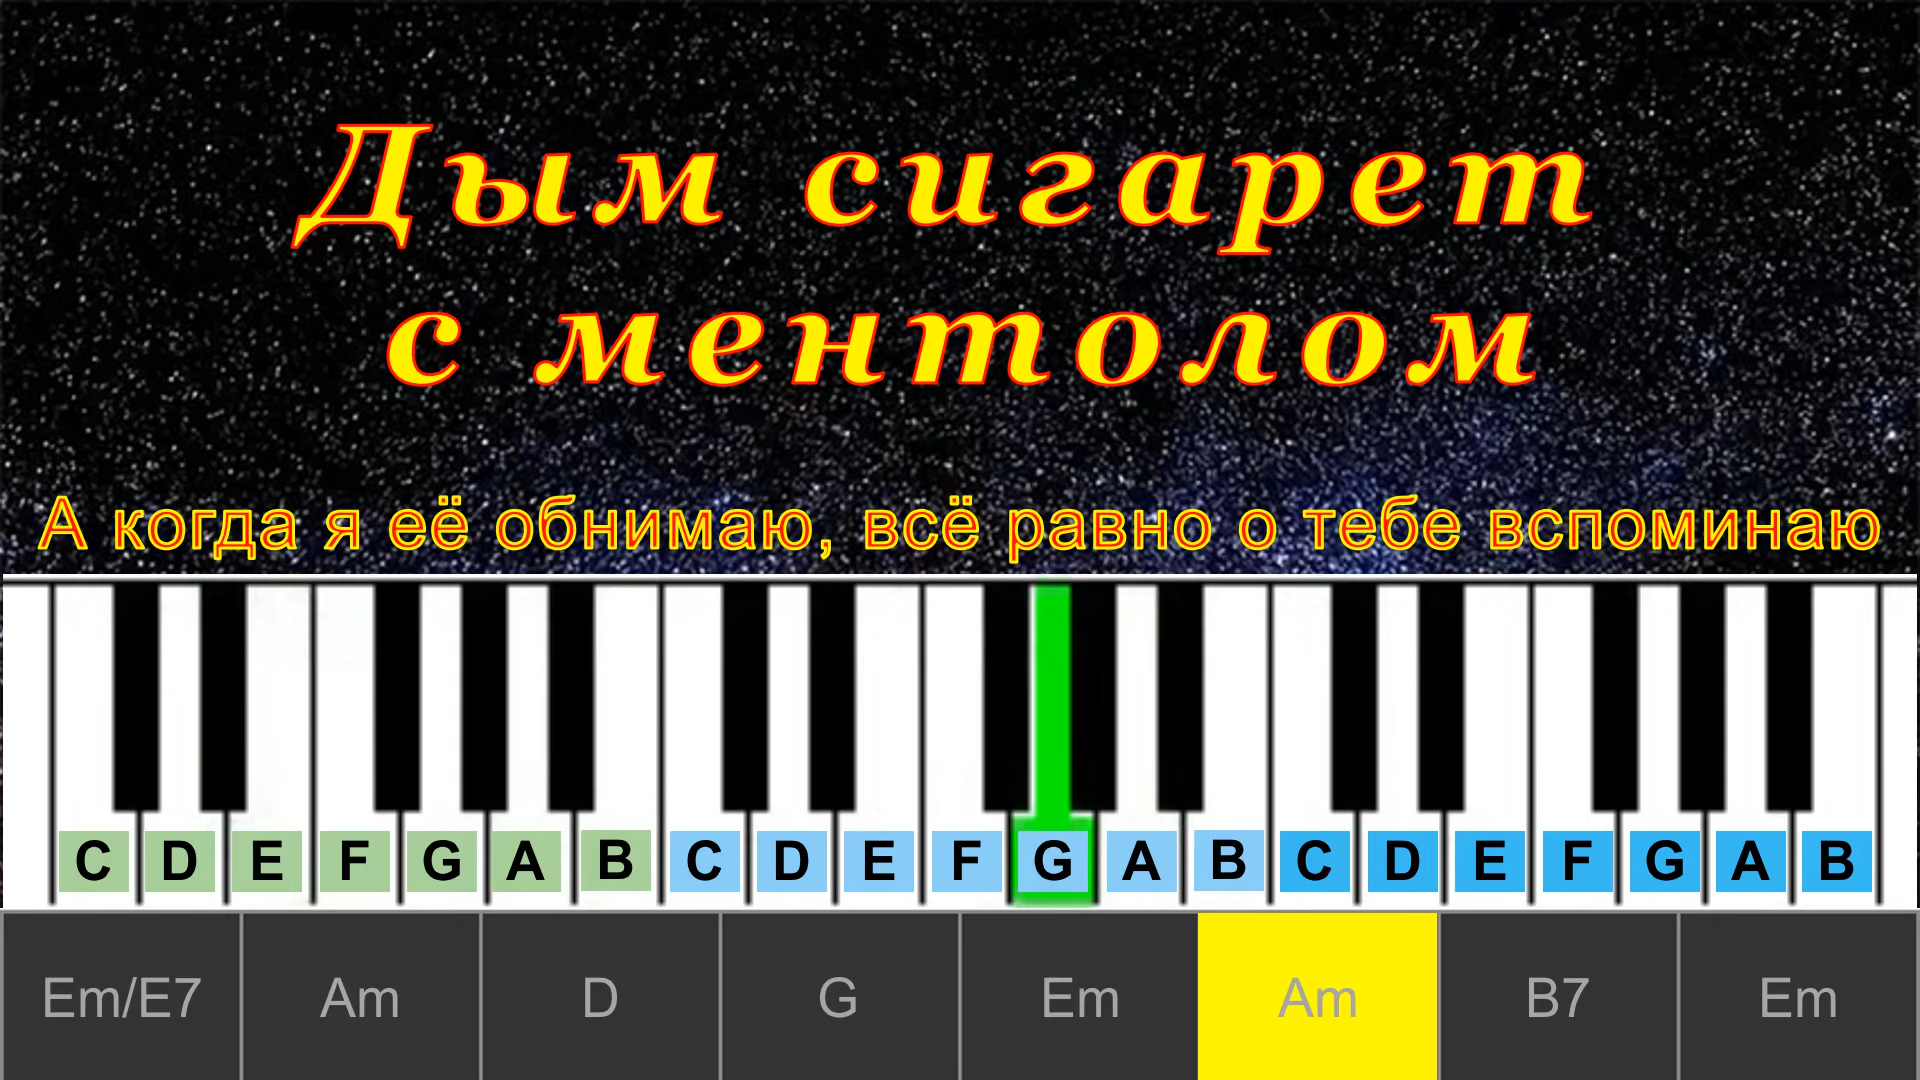 Дым сигарет
с ментолом
А когда я её обнимаю, всё равно о тебе вспоминаю
C D E F G A B C D E F G A B C D E F G A B
Em/E7 Am D G Em Am B7 Em